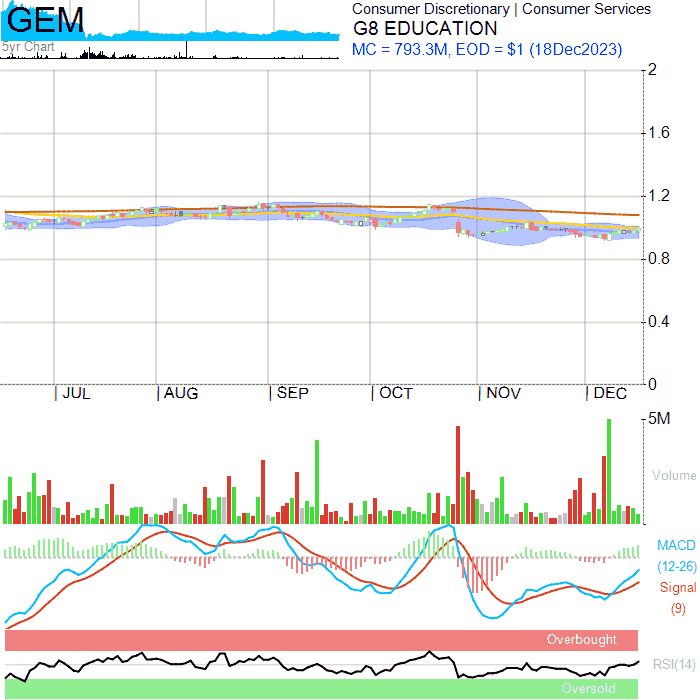 GEM
5yr Chart
Consumer Discretionary | Consumer Services
G8 EDUCATION
MC = 793.3M, EOD = $1 (18Dec2023)
2
1.6
1.2
0.8
0.4
0
JUL AUG SEP OCT NOV DEC
5M
Volume
MACD
(12-26)
Signal
(9)
Overbought
RSI(14)
Oversold